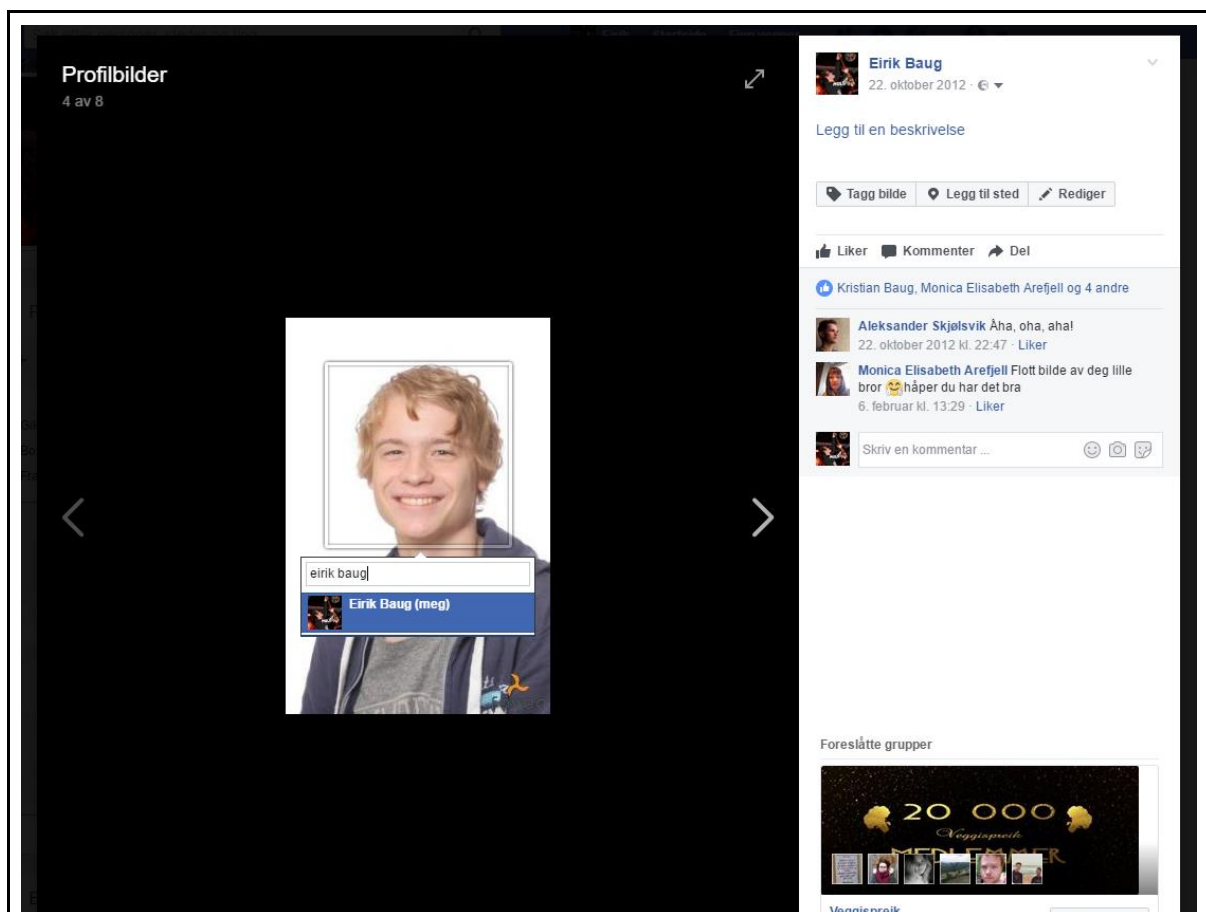 Profilbilder
4 av 8
eirik baug
Eirik Baug (meg)
Eirik Baug
22. oktober 2012 ·
Legg til en beskrivelse
Tagg bilde Legg til sted Rediger
Liker Kommenter Del
Kristian Baug, Monica Elisabeth Arefjell og 4 andre
Aleksander Skjølsvik Åha, oha, aha!
22. oktober 2012 kl. 22:47 · Liker
Monica Elisabeth Arefjell Flott bilde av deg lille
bror håper du har det bra
6. februar kl. 13:29 · Liker
Skriv en kommentar ...
Foreslåtte grupper
20 000
Veggispreik
MEDLEMMER
Veggispreik